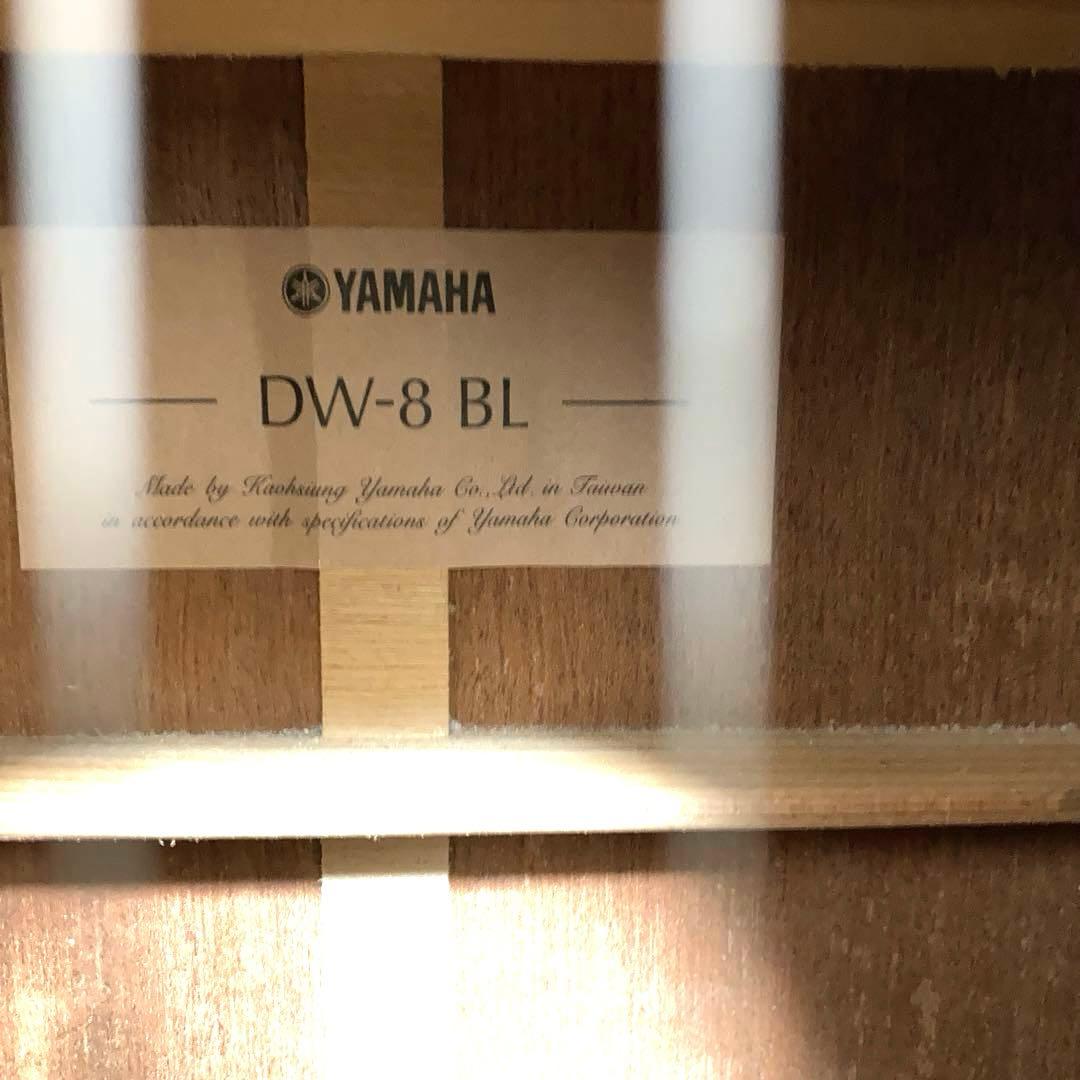 YAMAHA
DW-8 BL
Made by Kaohsiung Yamaha Co., Ltd. in Taiwan
in accordance with specifications of Yamaha Corporation